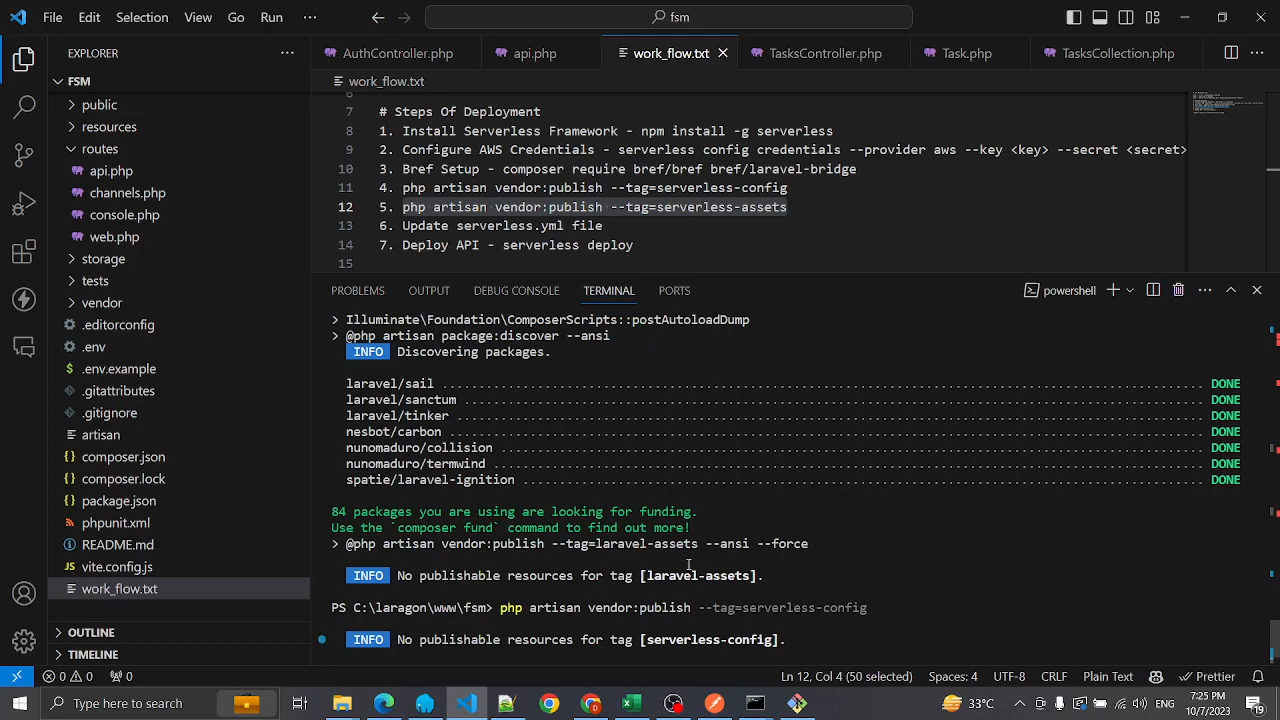 File Edit Selection View Go Run ··· fsm
EXPLORER ···
FSM
public
resources
routes
api.php
channels.php
console.php
web.php
storage
tests
vendor
.editorconfig
.env
.env.example
.gitattributes
.gitignore
artisan
composer.json
composer.lock
package.json
phpunit.xml
README.md
vite.config.js
work_flow.txt
OUTLINE
TIMELINE
AuthController.php api.php work_flow.txt TasksController.php Task.php TasksCollection.php ···
work_flow.txt
7 # Steps Of Deployment
8 1. Install Serverless Framework - npm install -g serverless
9 2. Configure AWS Credentials - serverless config credentials --provider aws --key <key> --secret <secret>
10 3. Bref Setup - composer require bref/bref bref/laravel-bridge
11 4. php artisan vendor:publish --tag=serverless-config
12 5. php artisan vendor:publish --tag=serverless-assets
13 6. Update serverless.yml file
14 7. Deploy API - serverless deploy
15
PROBLEMS OUTPUT DEBUG CONSOLE TERMINAL PORTS powershell ···
> Illuminate\Foundation\ComposerScripts::postAutoloadDump
> @php artisan package:discover --ansi
INFO Discovering packages.
laravel/sail ........ DONE
laravel/sanctum ........ DONE
laravel/tinker ........ DONE
nesbot/carbon ........ DONE
nunomaduro/collision ........ DONE
nunomaduro/termwind ........ DONE
spatie/laravel-ignition ........ DONE
84 packages you are using are looking for funding.
Use the `composer fund` command to find out more!
> @php artisan vendor:publish --tag=laravel-assets --ansi --force
INFO No publishable resources for tag [laravel-assets].
PS C:\laragon\www\fsm> php artisan vendor:publish --tag=serverless-config
INFO No publishable resources for tag [serverless-config].
0 0 0 Ln 12, Col 4 (50 selected) Spaces: 4 UTF-8 CRLF Plain Text Prettier
Type here to search 33°C 7:25 PM
10/7/2023 19